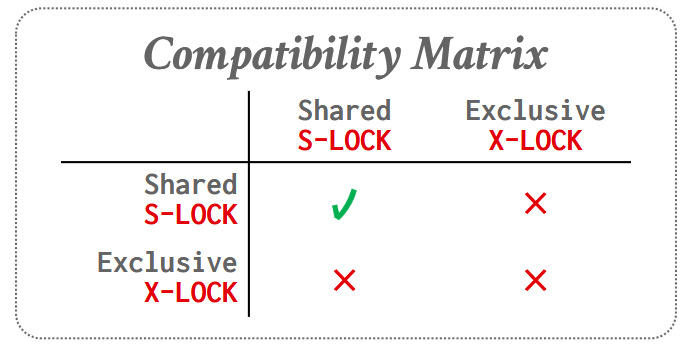 Compatibility Matrix
Shared Exclusive
S-LOCK X-LOCK
Shared
S-LOCK ✓ ×
Exclusive
X-LOCK × ×